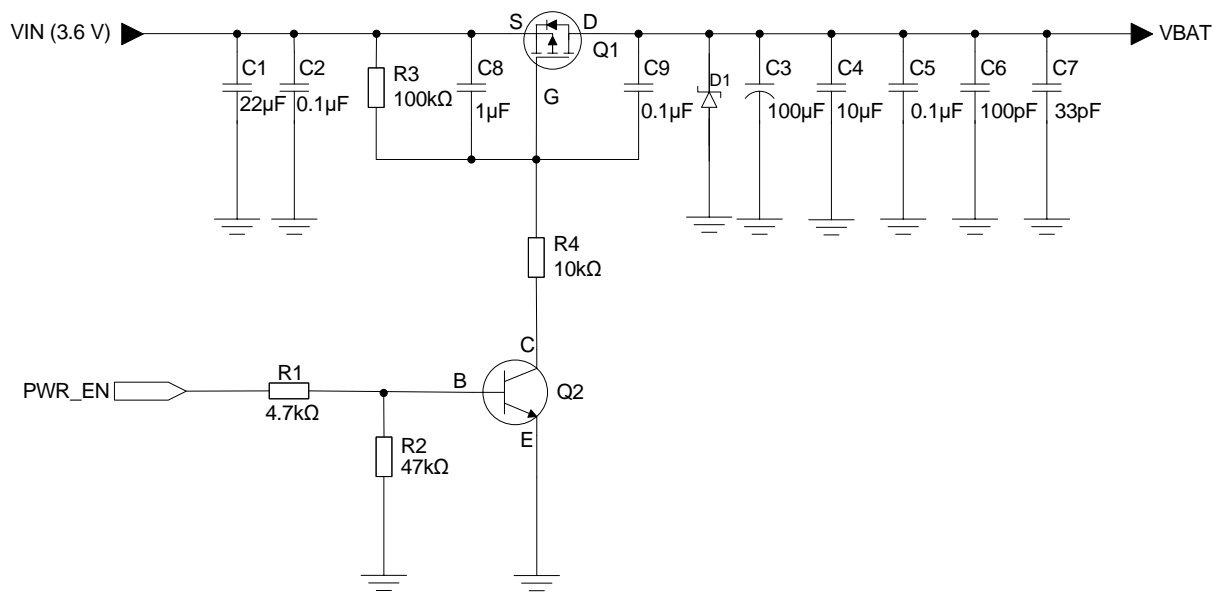 VIN (3.6 V)
S
D
Q1
VBAT
C1
22µF
C2
0.1µF
R3
100kΩ
C8
1µF
G
C9
0.1µF
D1
C3
100µF
C4
10µF
C5
0.1µF
C6
100pF
C7
33pF
R4
10kΩ
C
PWR_EN
R1
4.7kΩ
B
Q2
E
R2
47kΩ